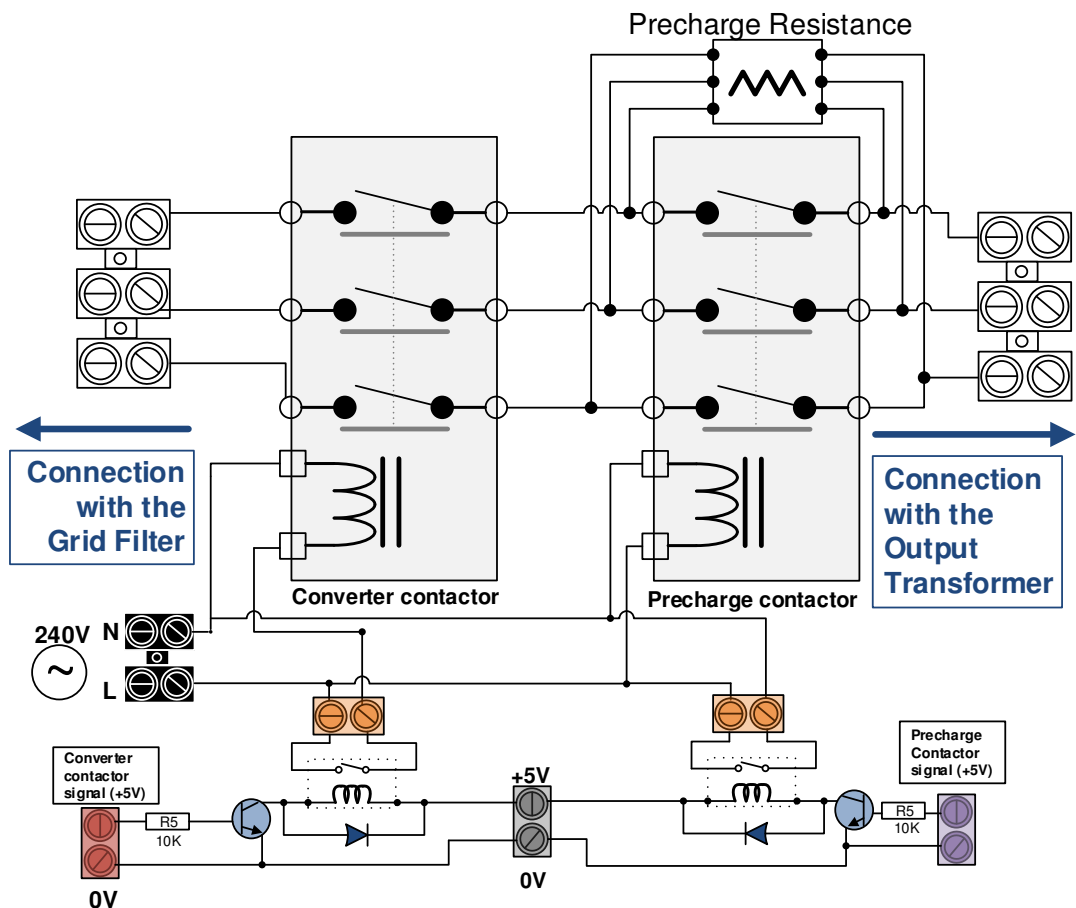 Precharge Resistance
Connection
with the
Grid Filter
Connection
with the
Output
Transformer
Converter contactor
Precharge contactor
240V
N
~
L
Converter
contactor
signal (+5V)
Precharge
Contactor
signal (+5V)
+5V
R5
10K
R5
10K
0V
0V